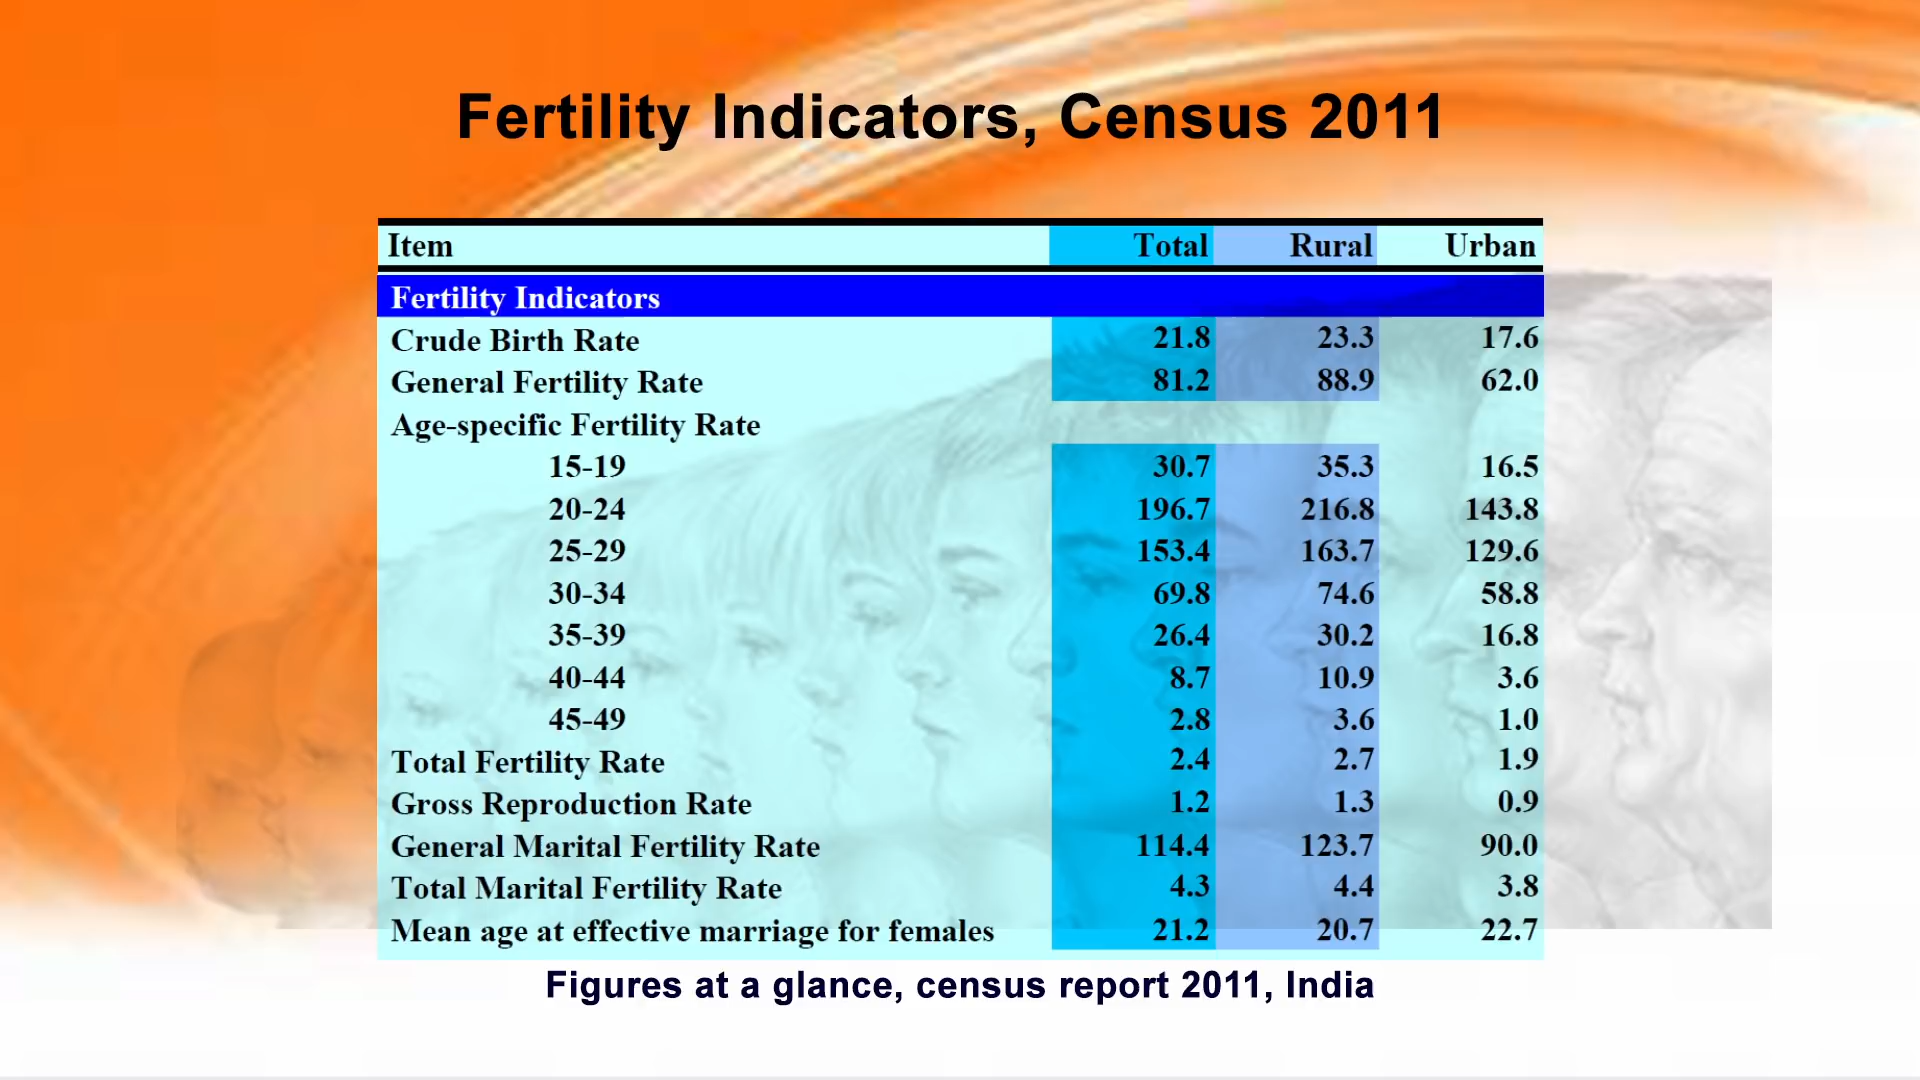 Fertility Indicators, Census 2011
Item Total Rural Urban
Fertility Indicators
Crude Birth Rate 21.8 23.3 17.6
General Fertility Rate 81.2 88.9 62.0
Age-specific Fertility Rate
15-19 30.7 35.3 16.5
20-24 196.7 216.8 143.8
25-29 153.4 163.7 129.6
30-34 69.8 74.6 58.8
35-39 26.4 30.2 16.8
40-44 8.7 10.9 3.6
45-49 2.8 3.6 1.0
Total Fertility Rate 2.4 2.7 1.9
Gross Reproduction Rate 1.2 1.3 0.9
General Marital Fertility Rate 114.4 123.7 90.0
Total Marital Fertility Rate 4.3 4.4 3.8
Mean age at effective marriage for females 21.2 20.7 22.7
Figures at a glance, census report 2011, India